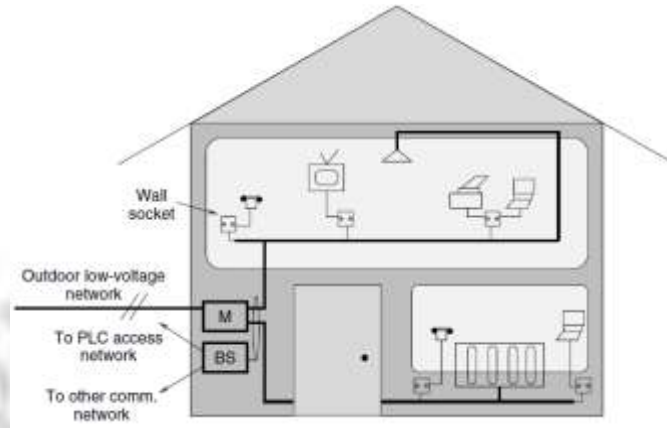 Wall
socket
Outdoor low-voltage
network
M
To PLC access
network
BS
To other comm.
network